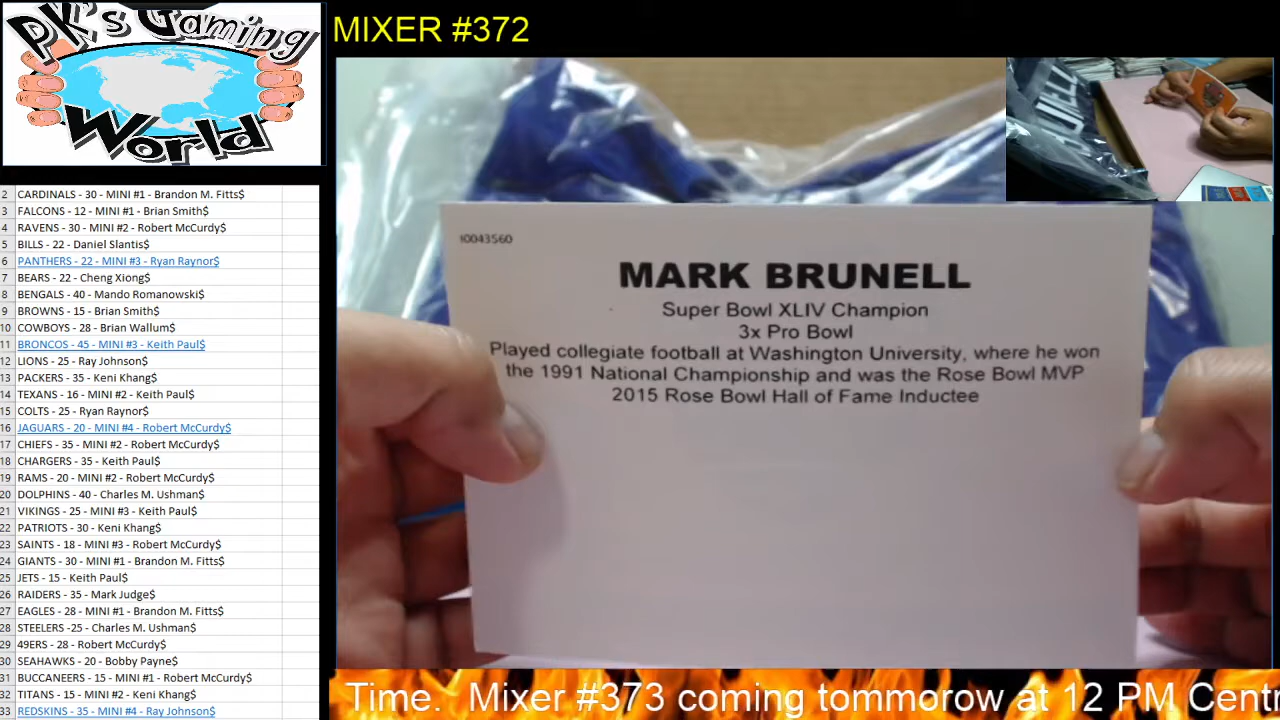 PK's Gaming
World
MIXER #372
2 CARDINALS - 30 - MINI #1 - Brandon M. Fitts$
3 FALCONS - 12 - MINI #1 - Brian Smith$
4 RAVENS - 30 - MINI #2 - Robert McCurdy$
5 BILLS - 22 - Daniel Slantis$
6 PANTHERS - 22 - MINI #3 - Ryan Raynor$
7 BEARS - 22 - Cheng Xiong$
8 BENGALS - 40 - Mando Romanowski$
9 BROWNS - 15 - Brian Smith$
10 COWBOYS - 28 - Brian Wallum$
11 BRONCOS - 45 - MINI #3 - Keith Paul$
12 LIONS - 25 - Ray Johnson$
13 PACKERS - 35 - Keni Khang$
14 TEXANS - 16 - MINI #2 - Keith Paul$
15 COLTS - 25 - Ryan Raynor$
16 JAGUARS - 20 - MINI #4 - Robert McCurdy$
17 CHIEFS - 35 - MINI #2 - Robert McCurdy$
18 CHARGERS - 35 - Keith Paul$
19 RAMS - 20 - MINI #2 - Robert McCurdy$
20 DOLPHINS - 40 - Charles M. Ushman$
21 VIKINGS - 25 - MINI #3 - Keith Paul$
22 PATRIOTS - 30 - Keni Khang$
23 SAINTS - 18 - MINI #3 - Robert McCurdy$
24 GIANTS - 30 - MINI #1 - Brandon M. Fitts$
25 JETS - 15 - Keith Paul$
26 RAIDERS - 35 - Mark Judge$
27 EAGLES - 28 - MINI #1 - Brandon M. Fitts$
28 STEELERS -25 - Charles M. Ushman$
29 49ERS - 28 - Robert McCurdy$
30 SEAHAWKS - 20 - Bobby Payne$
31 BUCCANEERS - 15 - MINI #1 - Robert McCurdy$
32 TITANS - 15 - MINI #2 - Keni Khang$
33 REDSKINS - 35 - MINI #4 - Ray Johnson$
10043560
MARK BRUNELL
Super Bowl XLIV Champion
3x Pro Bowl
Played collegiate football at Washington University, where he won
the 1991 National Championship and was the Rose Bowl MVP
2015 Rose Bowl Hall of Fame Inductee
Time. Mixer #373 coming tommorow at 12 PM Centr